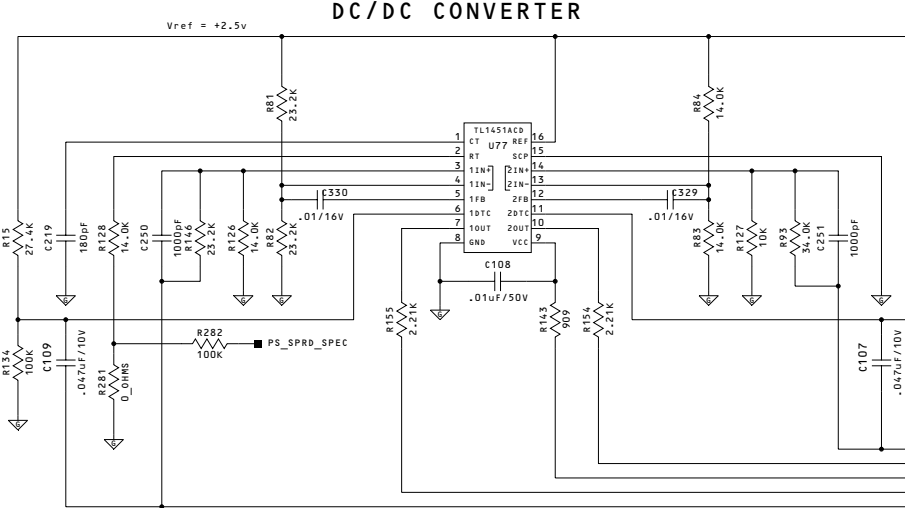 DC/DC CONVERTER
Vref = +2.5v
R81
23.2K
R84
14.0K
TL1451ACD
U77
1 CT REF 16
2 RT SCP 15
3 1IN+ 2IN+ 14
4 1IN- 2IN- 13
5 1FB 2FB 12
6 1DTC 2DTC 11
7 1OUT 2OUT 10
8 GND VCC 9
C330
.01/16V
C329
.01/16V
R15
27.4K
C219
180pF
R128
14.0K
C250
1000pF
R146
23.2K
R126
14.0K
R82
23.2K
R83
14.0K
R127
10K
R93
34.0K
C251
1000pF
G
G
G
G
G
G
G
C108
.01uF/50V
R155
2.21K
R143
909
R154
2.21K
R134
100K
C109
.047uF/10V
R281
0_OHMS
R282
100K
PS_SPRD_SPEC
C107
.047uF/10V
G
G